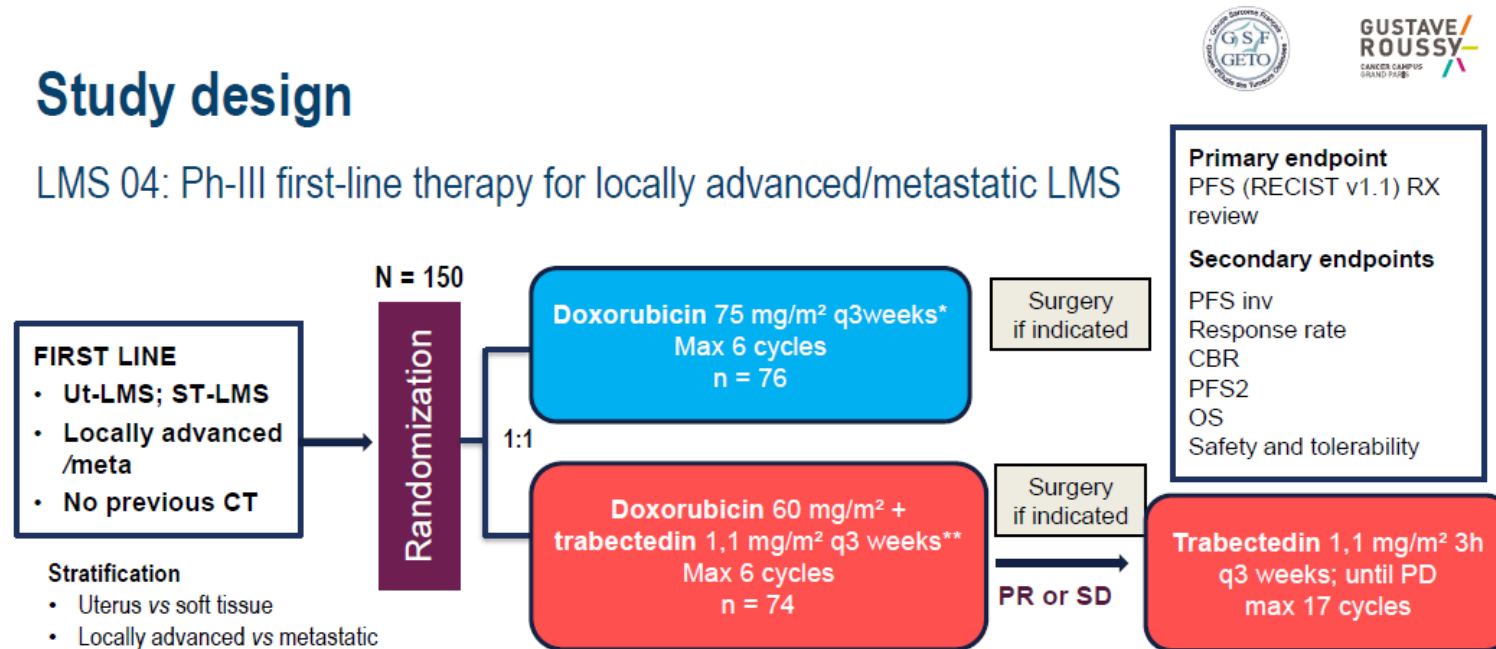 GSF
GETO
GUSTAVE/
ROUSSY
CANCER CAMPUS
GRAND PARIS
Study design
LMS 04: Ph-III first-line therapy for locally advanced/metastatic LMS
FIRST LINE
• Ut-LMS; ST-LMS
• Locally advanced
/meta
• No previous CT
Stratification
• Uterus vs soft tissue
• Locally advanced vs metastatic
N = 150
Randomization
1:1
Doxorubicin 75 mg/m² q3weeks*
Max 6 cycles
n = 76
Surgery
if indicated
Doxorubicin 60 mg/m² +
trabectedin 1,1 mg/m² q3 weeks**
Max 6 cycles
n = 74
Surgery
if indicated
PR or SD
Trabectedin 1,1 mg/m² 3h
q3 weeks; until PD
max 17 cycles
Primary endpoint
PFS (RECIST v1.1) RX
review
Secondary endpoints
PFS inv
Response rate
CBR
PFS2
OS
Safety and tolerability